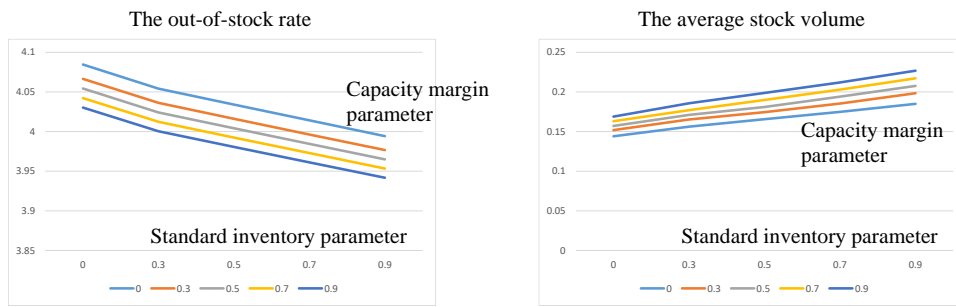 The out-of-stock rate
4.1
4.05
4
3.95
3.9
3.85
Capacity margin
parameter
Standard inventory parameter
0 0.3 0.5 0.7 0.9
0 0.3 0.5 0.7 0.9
The average stock volume
0.25
0.2
0.15
0.1
0.05
0
Capacity margin
parameter
Standard inventory parameter
0 0.3 0.5 0.7 0.9
0 0.3 0.5 0.7 0.9